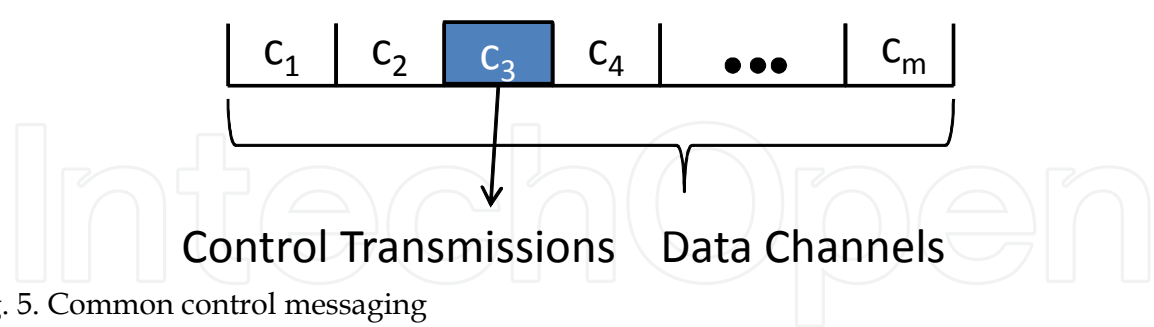 c1 c2 c3 c4 ••• cm
IntechOpen
Control Transmissions Data Channels
g. 5. Common control messaging